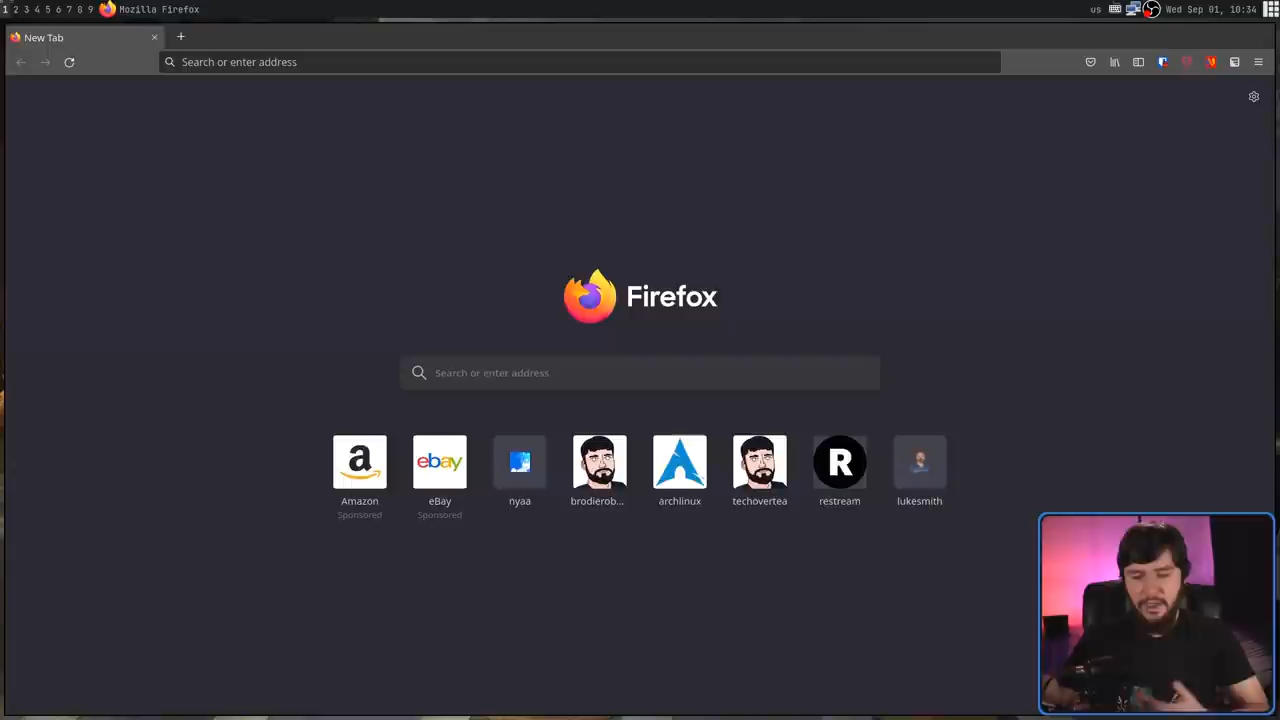 1 2 3 4 5 6 7 8 9 Mozilla Firefox us Wed Sep 01, 10:34
New Tab
Search or enter address
Firefox
Search or enter address
a ebay R
Amazon eBay nyaa brodierob... archlinux techovertea restream lukesmith
Sponsored Sponsored